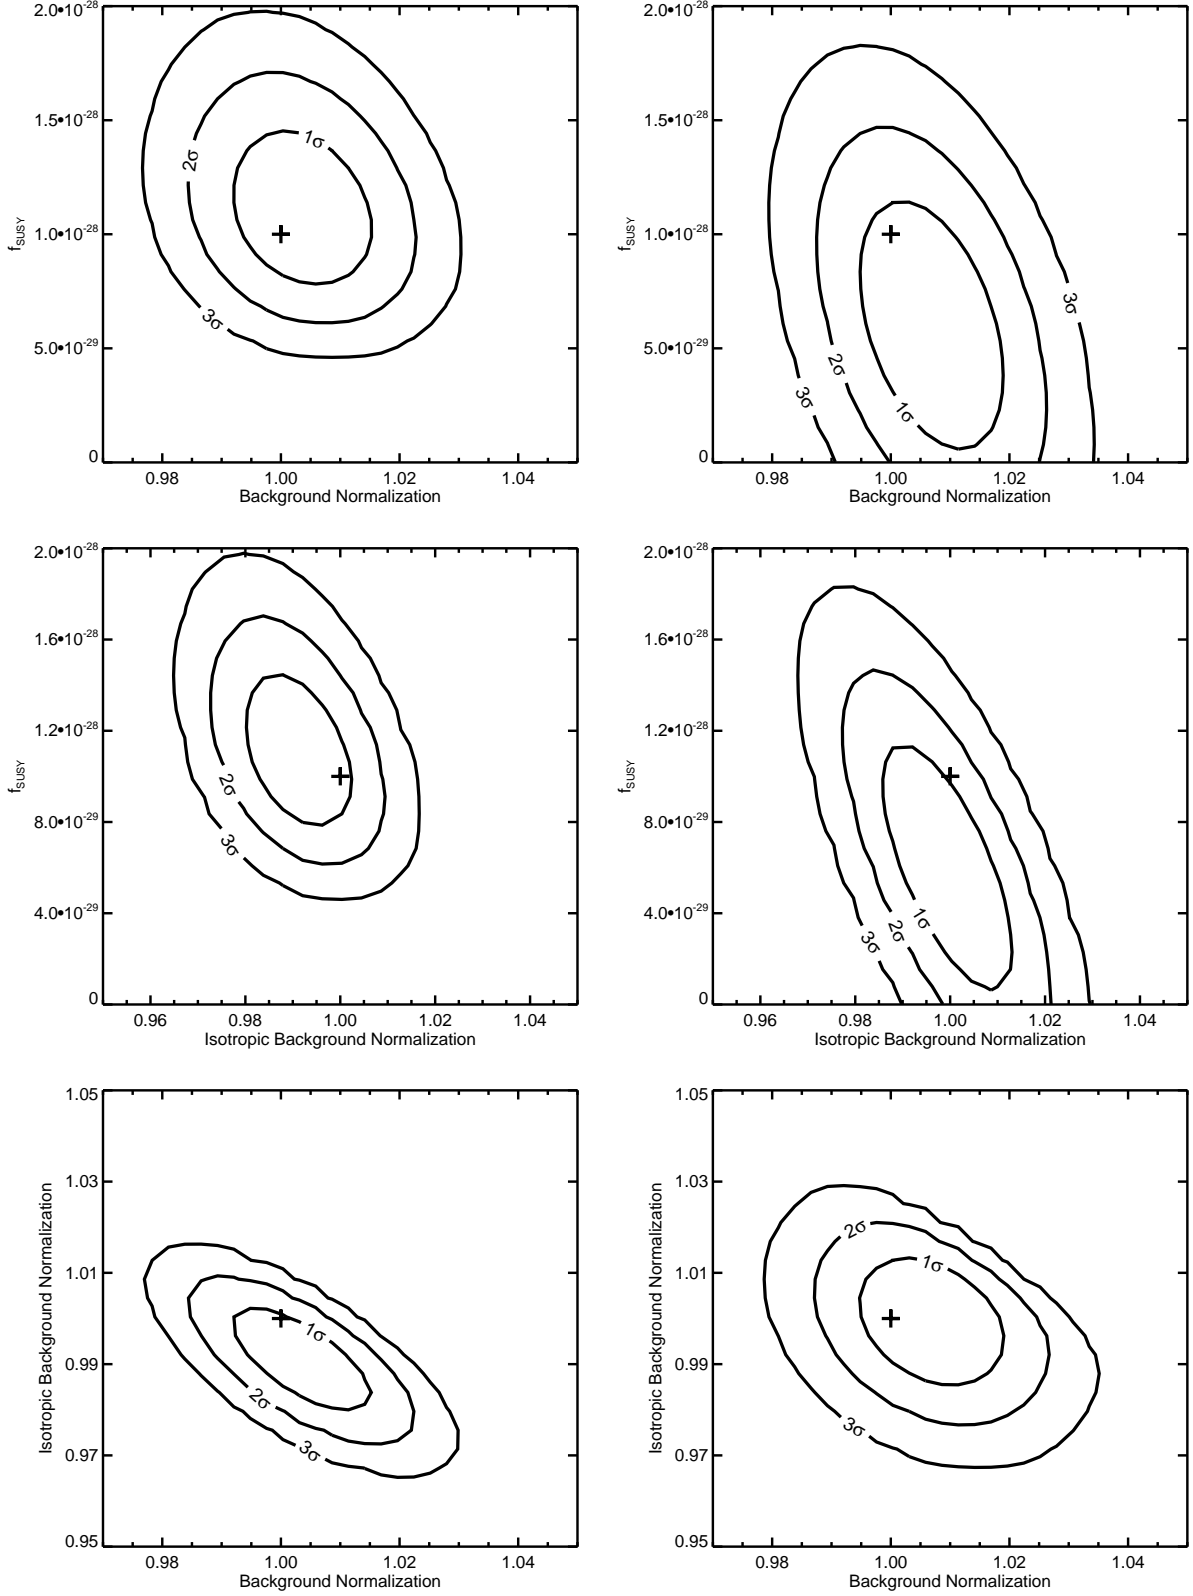 2.0•10-28
1.5•10-28
1.0•10-28
5.0•10-29
0
fSUSY
1σ
2σ
3σ
0.98 1.00 1.02 1.04
Background Normalization
2.0•10-28
1.5•10-28
1.0•10-28
5.0•10-29
0
fSUSY
3σ
2σ
3σ
1σ
0.98 1.00 1.02 1.04
Background Normalization
2.0•10-28
1.6•10-28
1.2•10-28
8.0•10-29
4.0•10-29
0
fSUSY
2σ
3σ
0.96 0.98 1.00 1.02 1.04
Isotropic Background Normalization
2.0•10-28
1.6•10-28
1.2•10-28
8.0•10-29
4.0•10-29
0
fSUSY
1σ
2σ
3σ
0.96 0.98 1.00 1.02 1.04
Isotropic Background Normalization
1.05
1.03
1.01
0.99
0.97
0.95
Isotropic Background Normalization
1σ
2σ
3σ
0.98 1.00 1.02 1.04
Background Normalization
1.05
1.03
1.01
0.99
0.97
0.95
Isotropic Background Normalization
2σ
1σ
3σ
0.98 1.00 1.02 1.04
Background Normalization